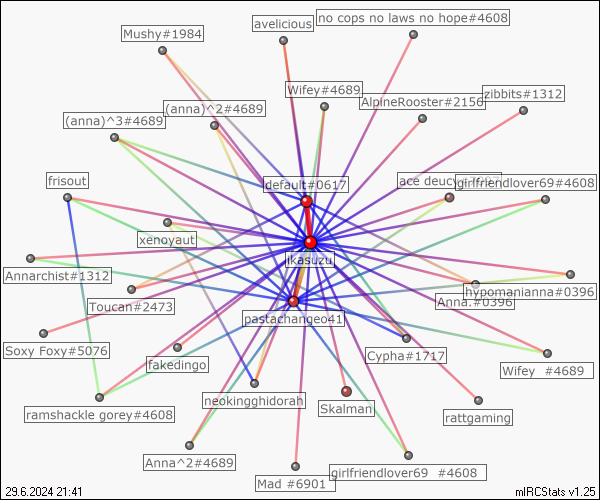 no cops no laws no hope#4608
avelicious
Mushy#1984
Wifey#4689
zibbits#1312
AlpineRooster#2156
(anna)^2#4689
(anna)^3#4689
frisout
default#0617
ace deucy
girlfriendlover69#4608
xenoyaut
jkasuzu
Annarchist#1312
hypomanianna#0396
Anna.#0396
Toucan#2473
pastachangeo41
Soxy Foxy#5076
Cypha#1717
fakedingo
Wifey #4689
neokingghidorah
Skalman
ramshackle gorey#4608
rattgaming
Anna^2#4689
girlfriendlover69 #4608
Mad #6901
29.6.2024 21:41
mIRCStats v1.25